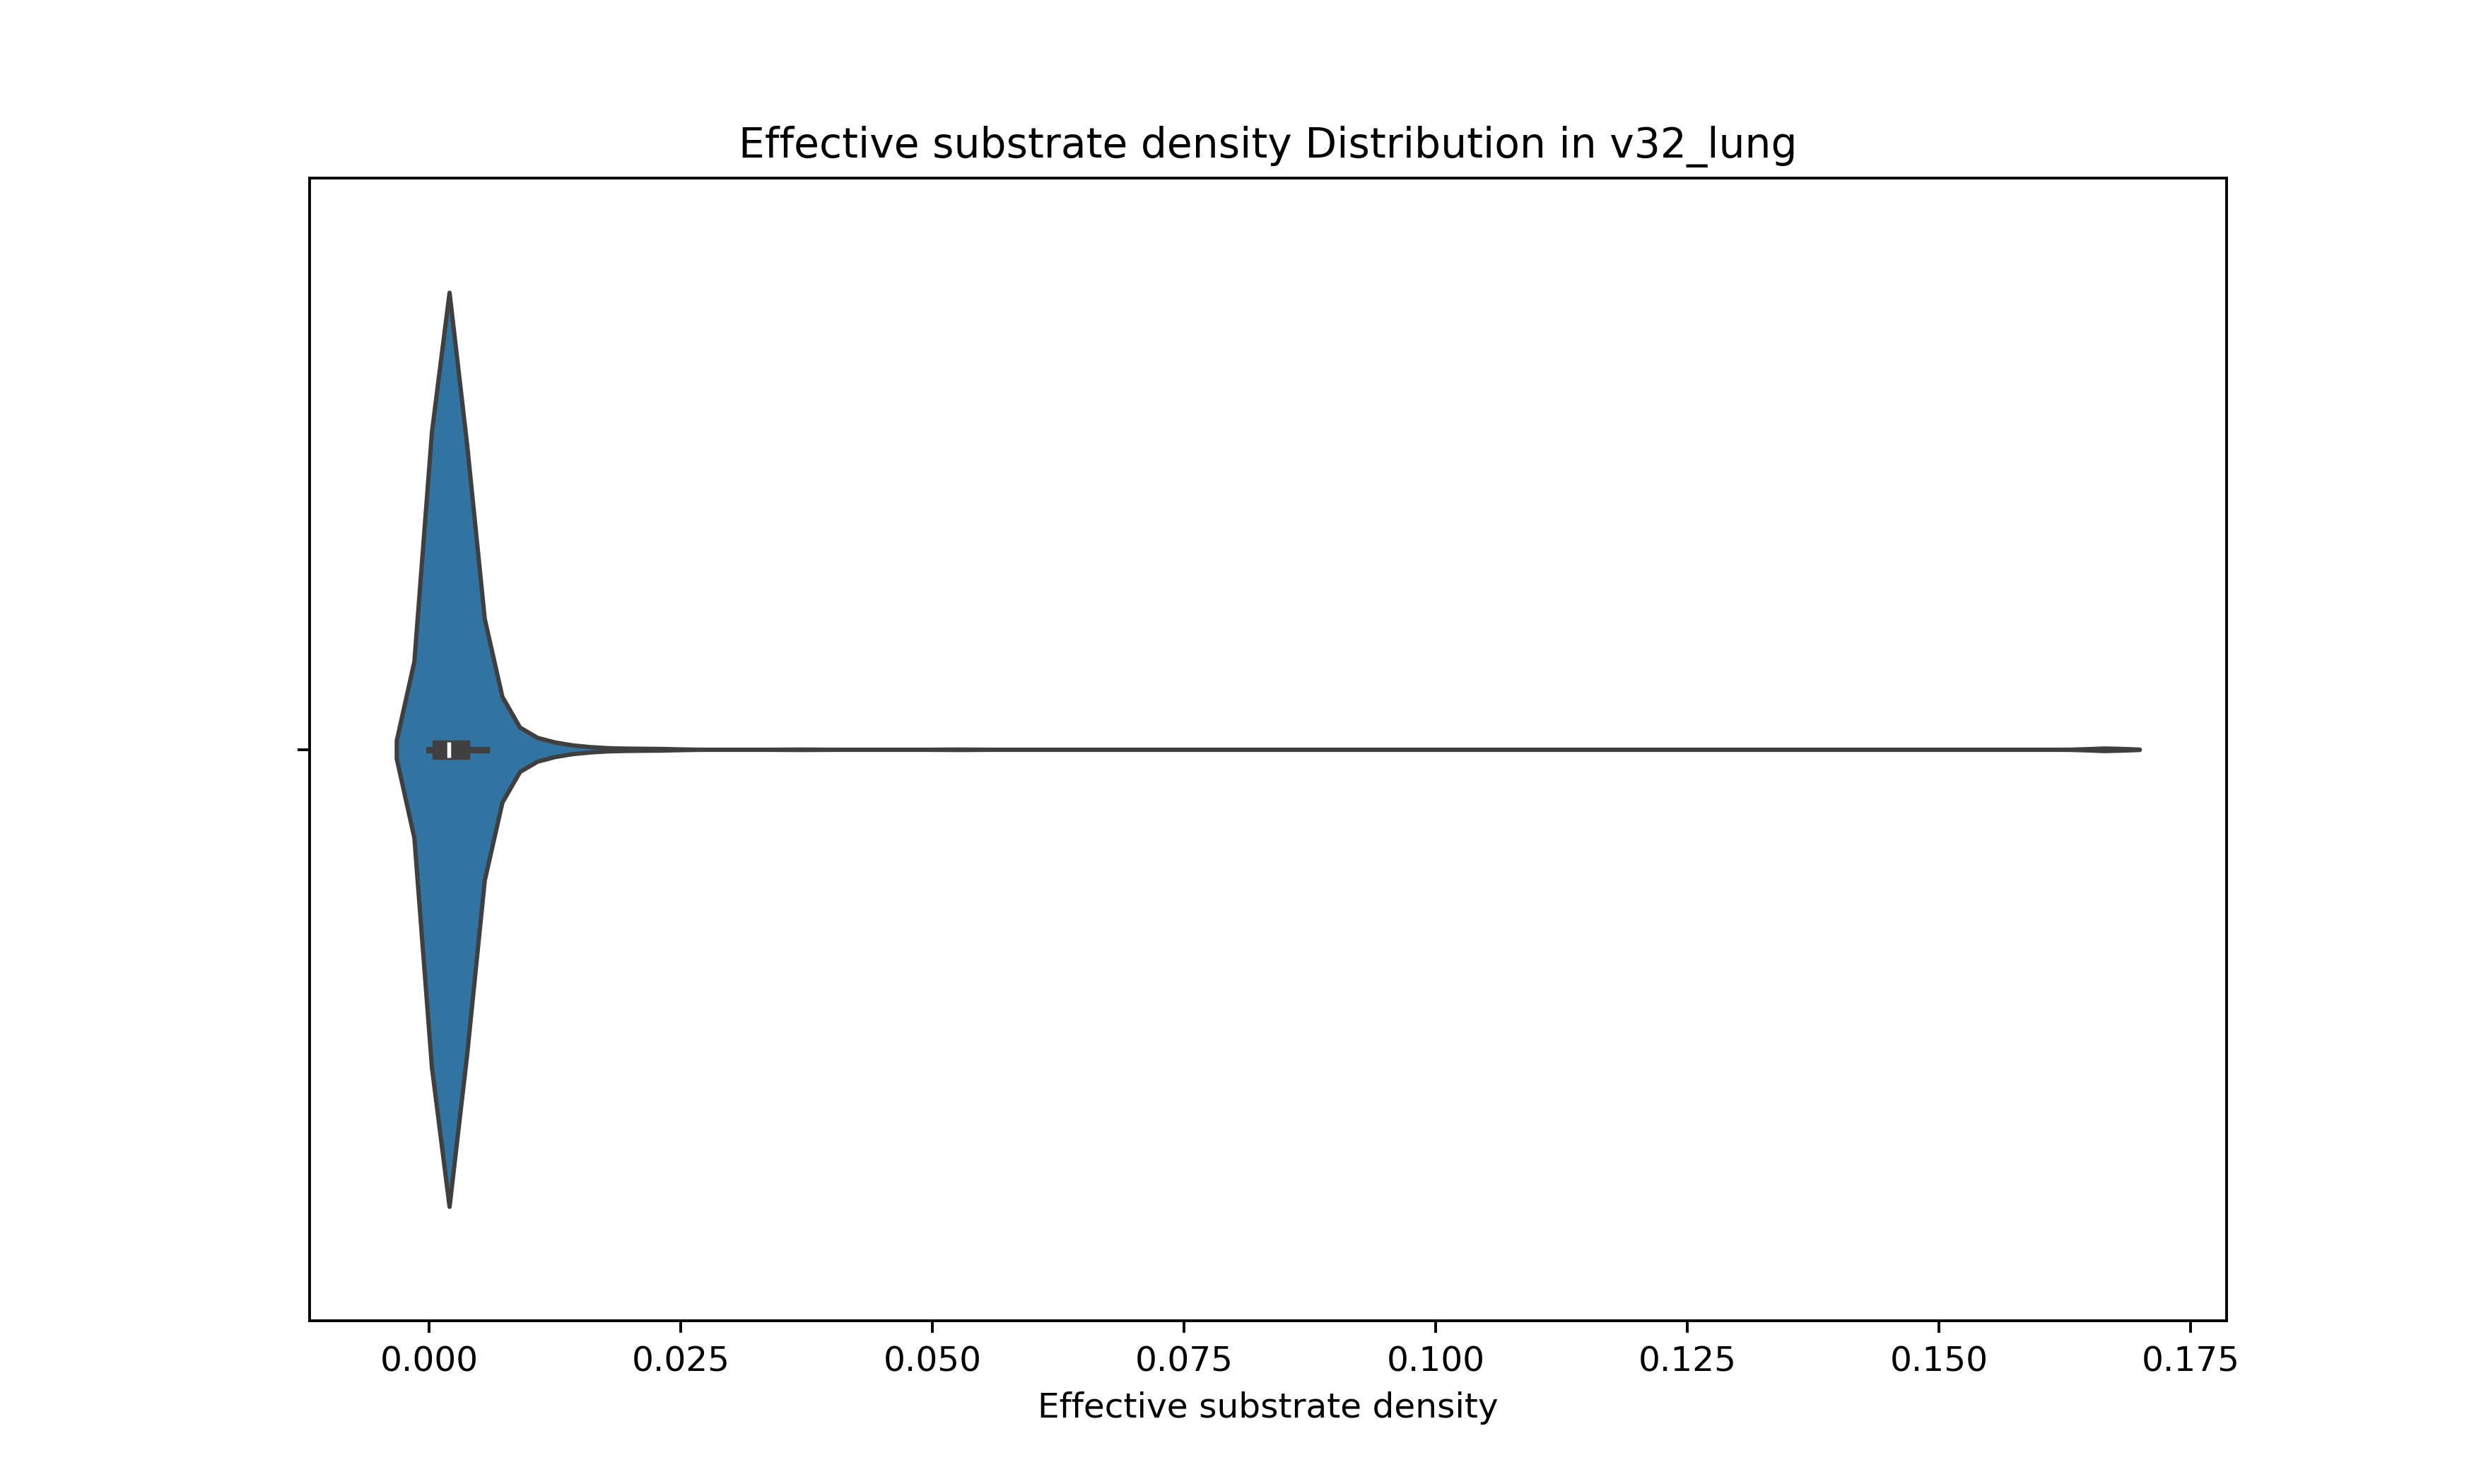 Effective substrate density Distribution in v32_lung
0.000 0.025 0.050 0.075 0.100 0.125 0.150 0.175
Effective substrate density